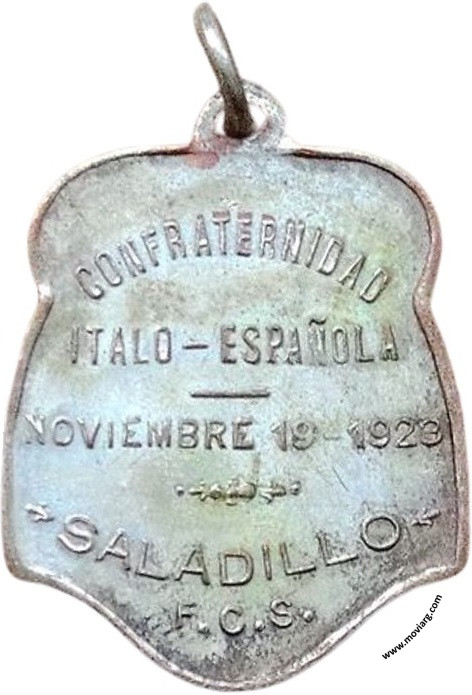 CONFRATERNIDAD
ITALO-ESPAÑOLA
NOVIEMBRE 19-1923
SALADILLO
F.C.S.
www.moviarg.com